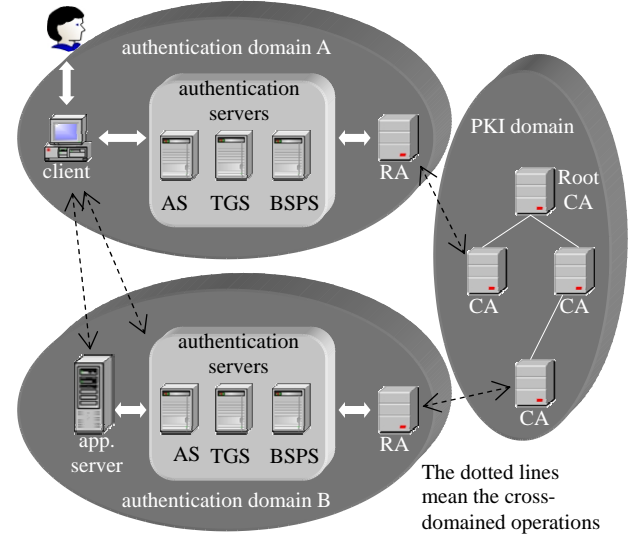 authentication domain A
authentication
servers
client
AS TGS BSPS
RA
PKI domain
Root
CA
CA
CA
CA
authentication
servers
app.
server
AS TGS BSPS
RA
authentication domain B
The dotted lines
mean the cross-
domained operations